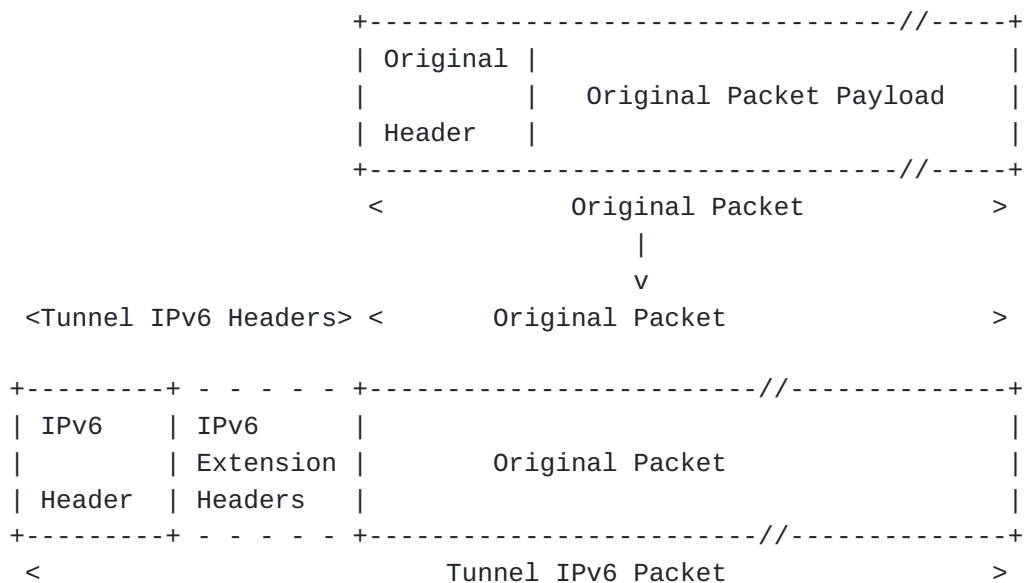 +----------------------------------//-----+
| Original |                              |
|          |   Original Packet Payload    |
| Header   |                              |
+----------------------------------//-----+
<            Original Packet            >
|
v
<Tunnel IPv6 Headers> <       Original Packet                 >
+---------+ - - - - - +-------------------------//--------------+
| IPv6    | IPv6      |                                         |
|         | Extension |        Original Packet                  |
| Header  | Headers   |                                         |
+---------+ - - - - - +-------------------------//--------------+
<                          Tunnel IPv6 Packet                 >